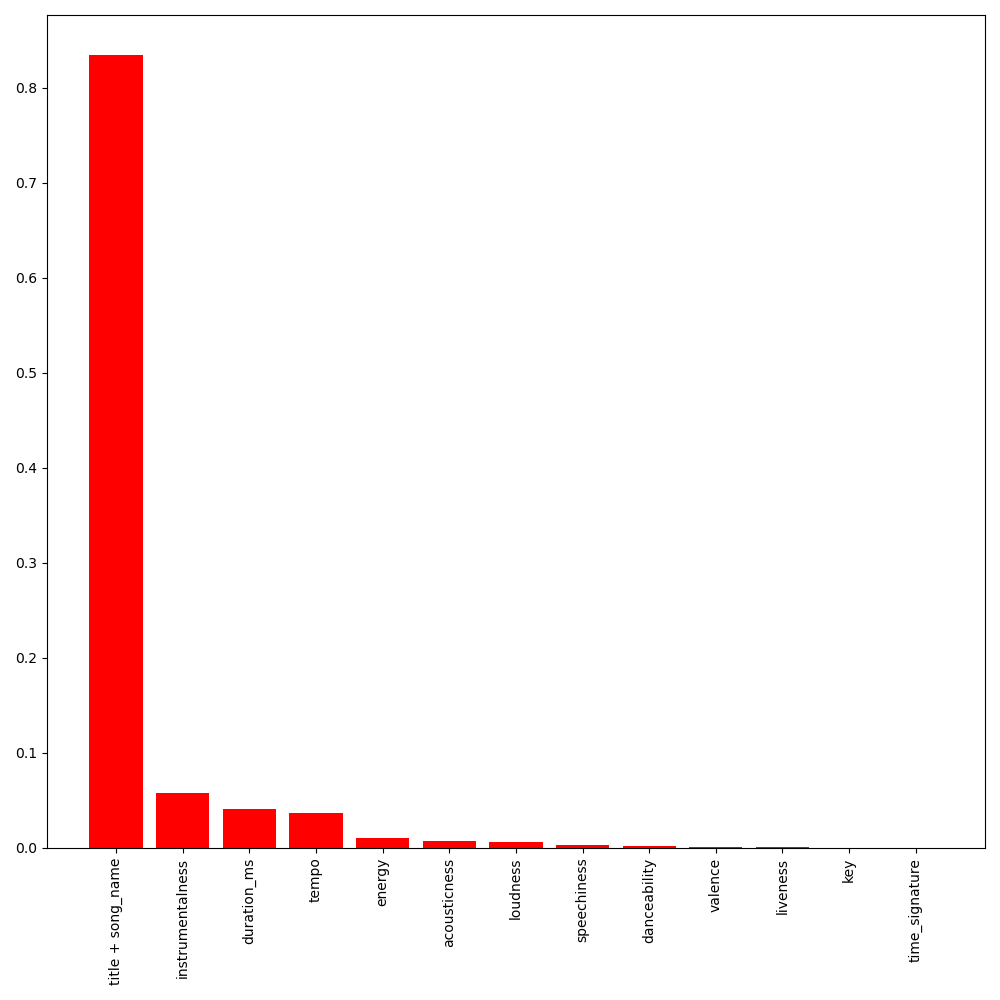 0.8
0.7
0.6
0.5
0.4
0.3
0.2
0.1
0.0
title + song_name
instrumentalness
duration_ms
tempo
energy
acousticness
loudness
speechiness
danceability
valence
liveness
key
time_signature